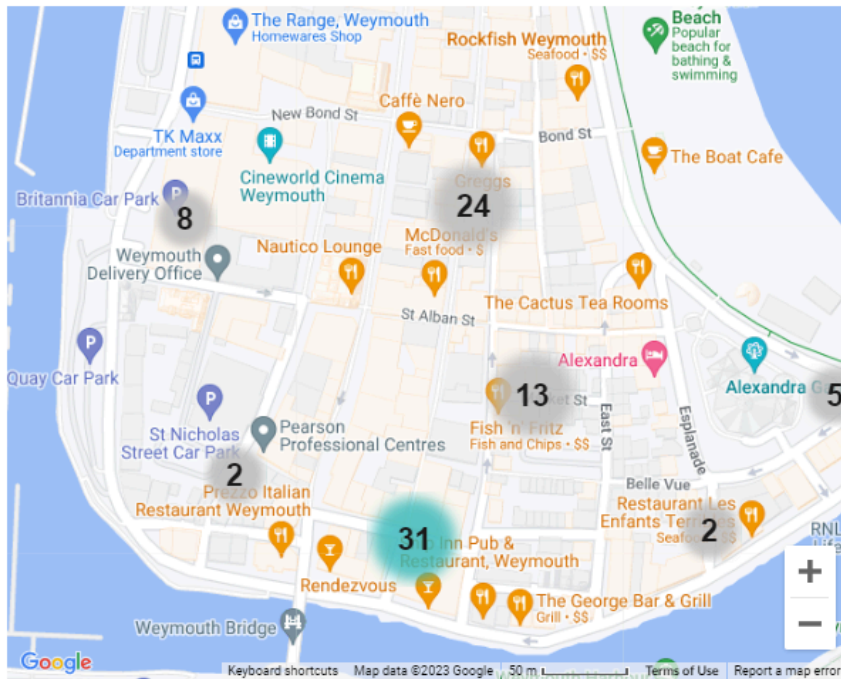 The Range, Weymouth
Homewares Shop
Beach
Popular
beach for
bathing &
swimming
Rockfish Weymouth
Seafood • $$
Caffè Nero
New Bond St
Bond St
TK Maxx
Department store
Cineworld Cinema
Weymouth
The Boat Cafe
Greggs
Britannia Car Park
8
24
McDonald's
Fast food • $
Nautico Lounge
Weymouth
Delivery Office
The Cactus Tea Rooms
St Alban St
Alexandra
Quay Car Park
Alexandra
13
5
St Nicholas
Street Car Park
Pearson
Professional Centres
Fish 'n' Fritz
Fish and Chips • $$
East St
Esplanade
2
Prezzo Italian
Restaurant Weymouth
Belle Vue
Restaurant Les
Enfants
2
31
Inn Pub &
Restaurant, Weymouth
RNL
Rendezvous
The George Bar & Grill
Grill • $$
+
−
Weymouth Bridge
Google
Keyboard shortcuts
Map data ©2023 Google
50 m
Terms of Use
Report a map error